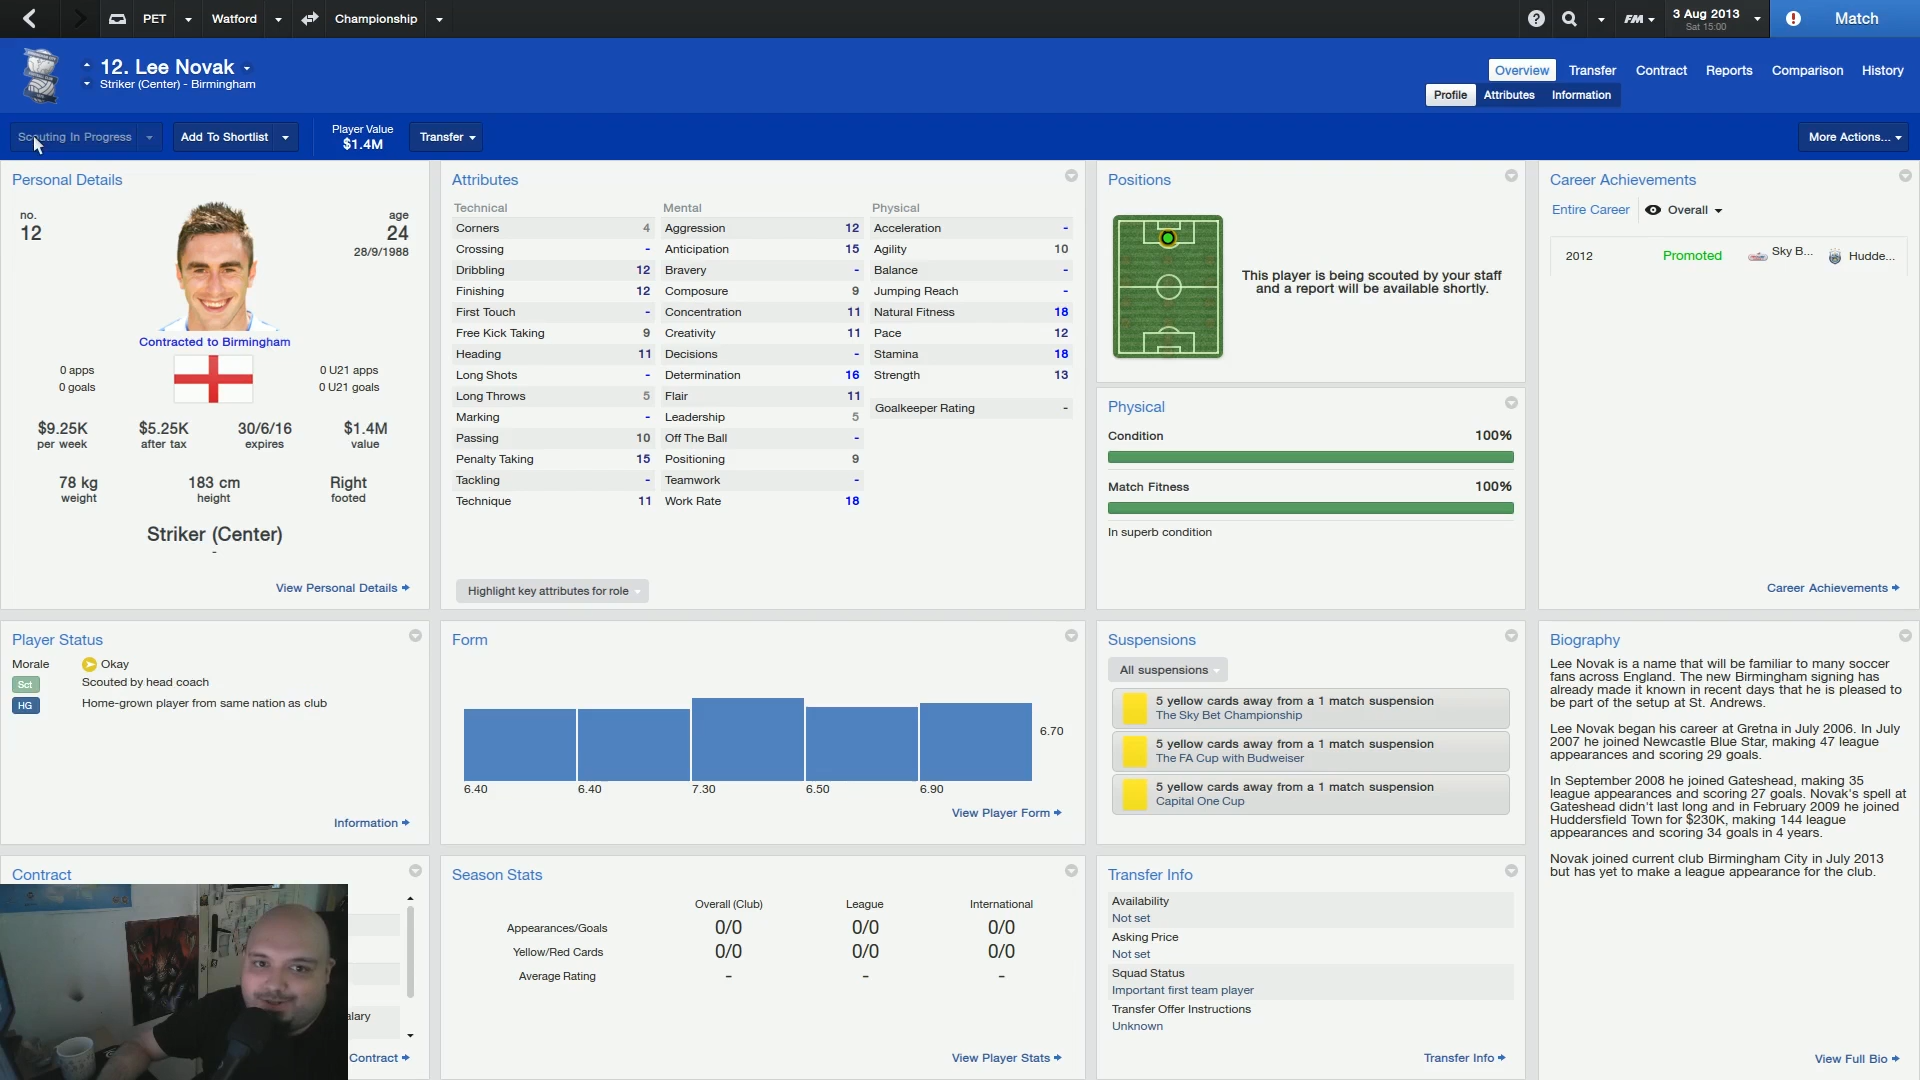 PET
Watford
Championship
FM
3 Aug 2013
Sat 15:00
Match
12. Lee Novak
Striker (Center) - Birmingham
Overview
Transfer
Contract
Reports
Comparison
History
Profile
Attributes
Information
Scouting In Progress
Add To Shortlist
Player Value
$1.4M
Transfer
More Actions...
Personal Details
no.
12
age
24
28/9/1988
Contracted to Birmingham
0 apps
0 goals
0 U21 apps
0 U21 goals
$9.25K
per week
$5.25K
after tax
30/6/16
expires
$1.4M
value
78 kg
weight
183 cm
height
Right
footed
Striker (Center)
-
View Personal Details
Attributes
Technical
Corners 4
Crossing -
Dribbling 12
Finishing 12
First Touch -
Free Kick Taking 9
Heading 11
Long Shots -
Long Throws 5
Marking -
Passing 10
Penalty Taking 15
Tackling -
Technique 11
Mental
Aggression 12
Anticipation 15
Bravery -
Composure 9
Concentration 11
Creativity 11
Decisions -
Determination 16
Flair 11
Leadership 5
Off The Ball -
Positioning 9
Teamwork -
Work Rate 18
Physical
Acceleration -
Agility 10
Balance -
Jumping Reach -
Natural Fitness 18
Pace 12
Stamina 18
Strength 13
Goalkeeper Rating -
Highlight key attributes for role
Positions
This player is being scouted by your staff
and a report will be available shortly.
Physical
Condition 100%
Match Fitness 100%
In superb condition
Career Achievements
Entire Career
Overall
2012 Promoted Sky B... Hudde...
Career Achievements
Player Status
Morale Okay
Sct Scouted by head coach
HG Home-grown player from same nation as club
Information
Form
6.70
6.40 6.40 7.30 6.50 6.90
View Player Form
Suspensions
All suspensions
5 yellow cards away from a 1 match suspension
The Sky Bet Championship
5 yellow cards away from a 1 match suspension
The FA Cup with Budweiser
5 yellow cards away from a 1 match suspension
Capital One Cup
Biography
Lee Novak is a name that will be familiar to many soccer
fans across England. The new Birmingham signing has
already made it known in recent days that he is pleased to
be part of the setup at St. Andrews.
Lee Novak began his career at Gretna in July 2006. In July
2007 he joined Newcastle Blue Star, making 47 league
appearances and scoring 29 goals.
In September 2008 he joined Gateshead, making 35
league appearances and scoring 27 goals. Novak's spell at
Gateshead didn't last long and in February 2009 he joined
Huddersfield Town for $230K, making 144 league
appearances and scoring 34 goals in 4 years.
Novak joined current club Birmingham City in July 2013
but has yet to make a league appearance for the club.
View Full Bio
Contract
alary
Contract
Season Stats
Overall (Club) League International
Appearances/Goals 0/0 0/0 0/0
Yellow/Red Cards 0/0 0/0 0/0
Average Rating - - -
View Player Stats
Transfer Info
Availability
Not set
Asking Price
Not set
Squad Status
Important first team player
Transfer Offer Instructions
Unknown
Transfer Info